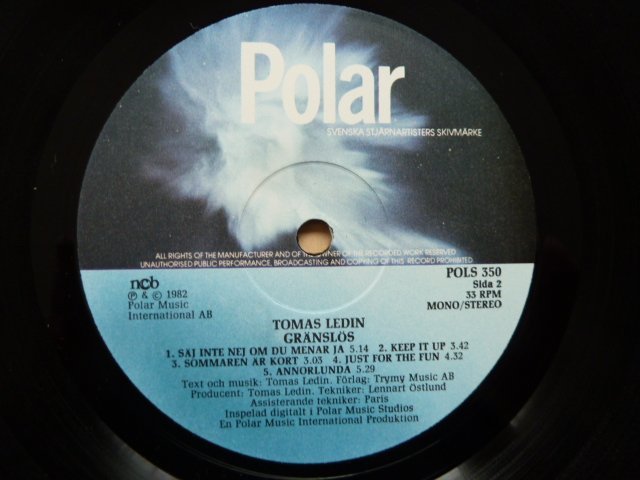 Polar
SVENSKA STJÄRNARTISTERS SKIVMÄRKE
ALL RIGHTS OF THE MANUFACTURER AND OF THE OWNER OF THE RECORDED WORK RESERVED
UNAUTHORISED PUBLIC PERFORMANCE, BROADCASTING AND COPYING OF THIS RECORD PROHIBITED
ncb
℗ & © 1982
Polar Music
International AB
POLS 350
Sida 2
33 RPM
MONO/STEREO
TOMAS LEDIN
GRÄNSLÖS
1. SÄJ INTE NEJ OM DU MENAR JA 5.14 2. KEEP IT UP 3.42
3. SOMMAREN ÄR KORT 3.03 4. JUST FOR THE FUN 4.32
5. ANNORLUNDA 5.29
Text och musik: Tomas Ledin. Förlag: Trymy Music AB
Producent: Tomas Ledin. Tekniker: Lennart Östlund
Assisterande tekniker: Paris
Inspelad digitalt i Polar Music Studios
En Polar Music International Produktion